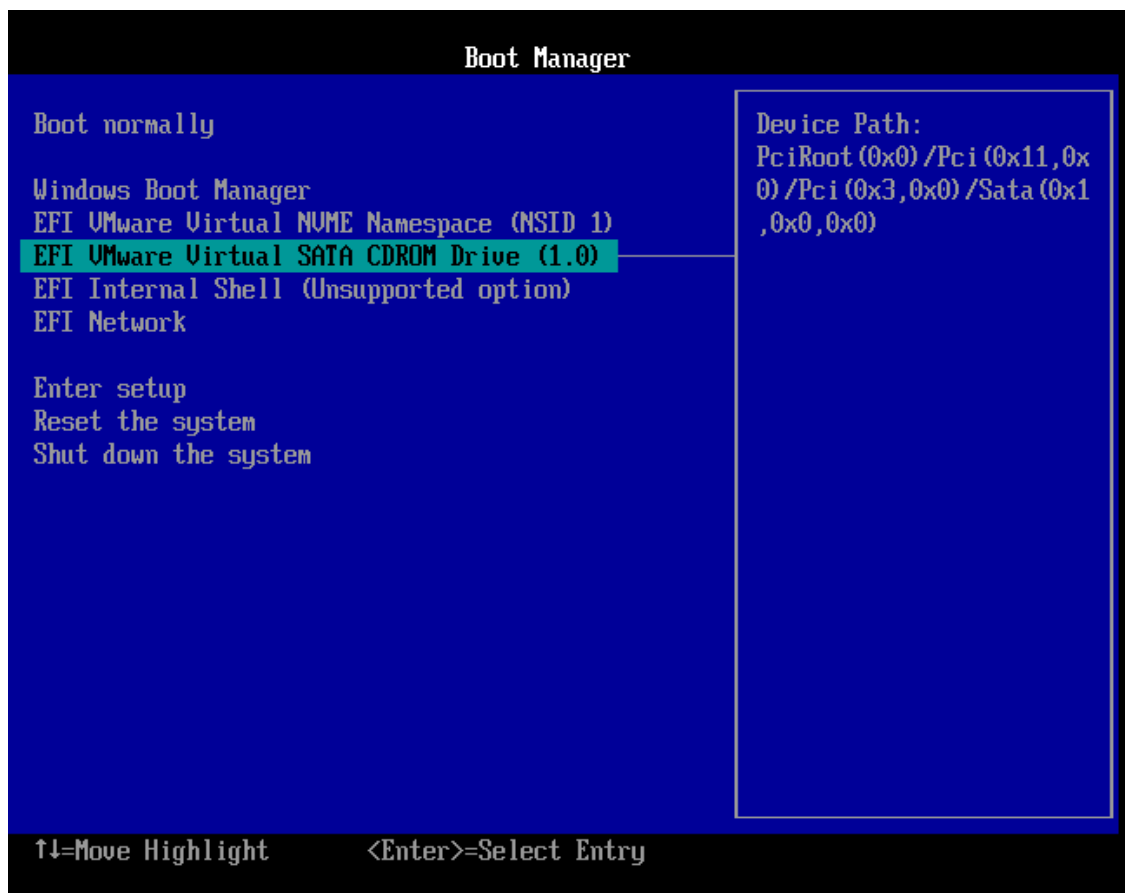 Boot Manager
Boot normally
Windows Boot Manager
EFI VMware Virtual NVME Namespace (NSID 1)
EFI VMware Virtual SATA CDROM Drive (1.0)
EFI Internal Shell (Unsupported option)
EFI Network
Enter setup
Reset the system
Shut down the system
Device Path:
PciRoot(0x0)/Pci(0x11,0x
0)/Pci(0x3,0x0)/Sata(0x1
,0x0,0x0)
↑↓=Move Highlight <Enter>=Select Entry